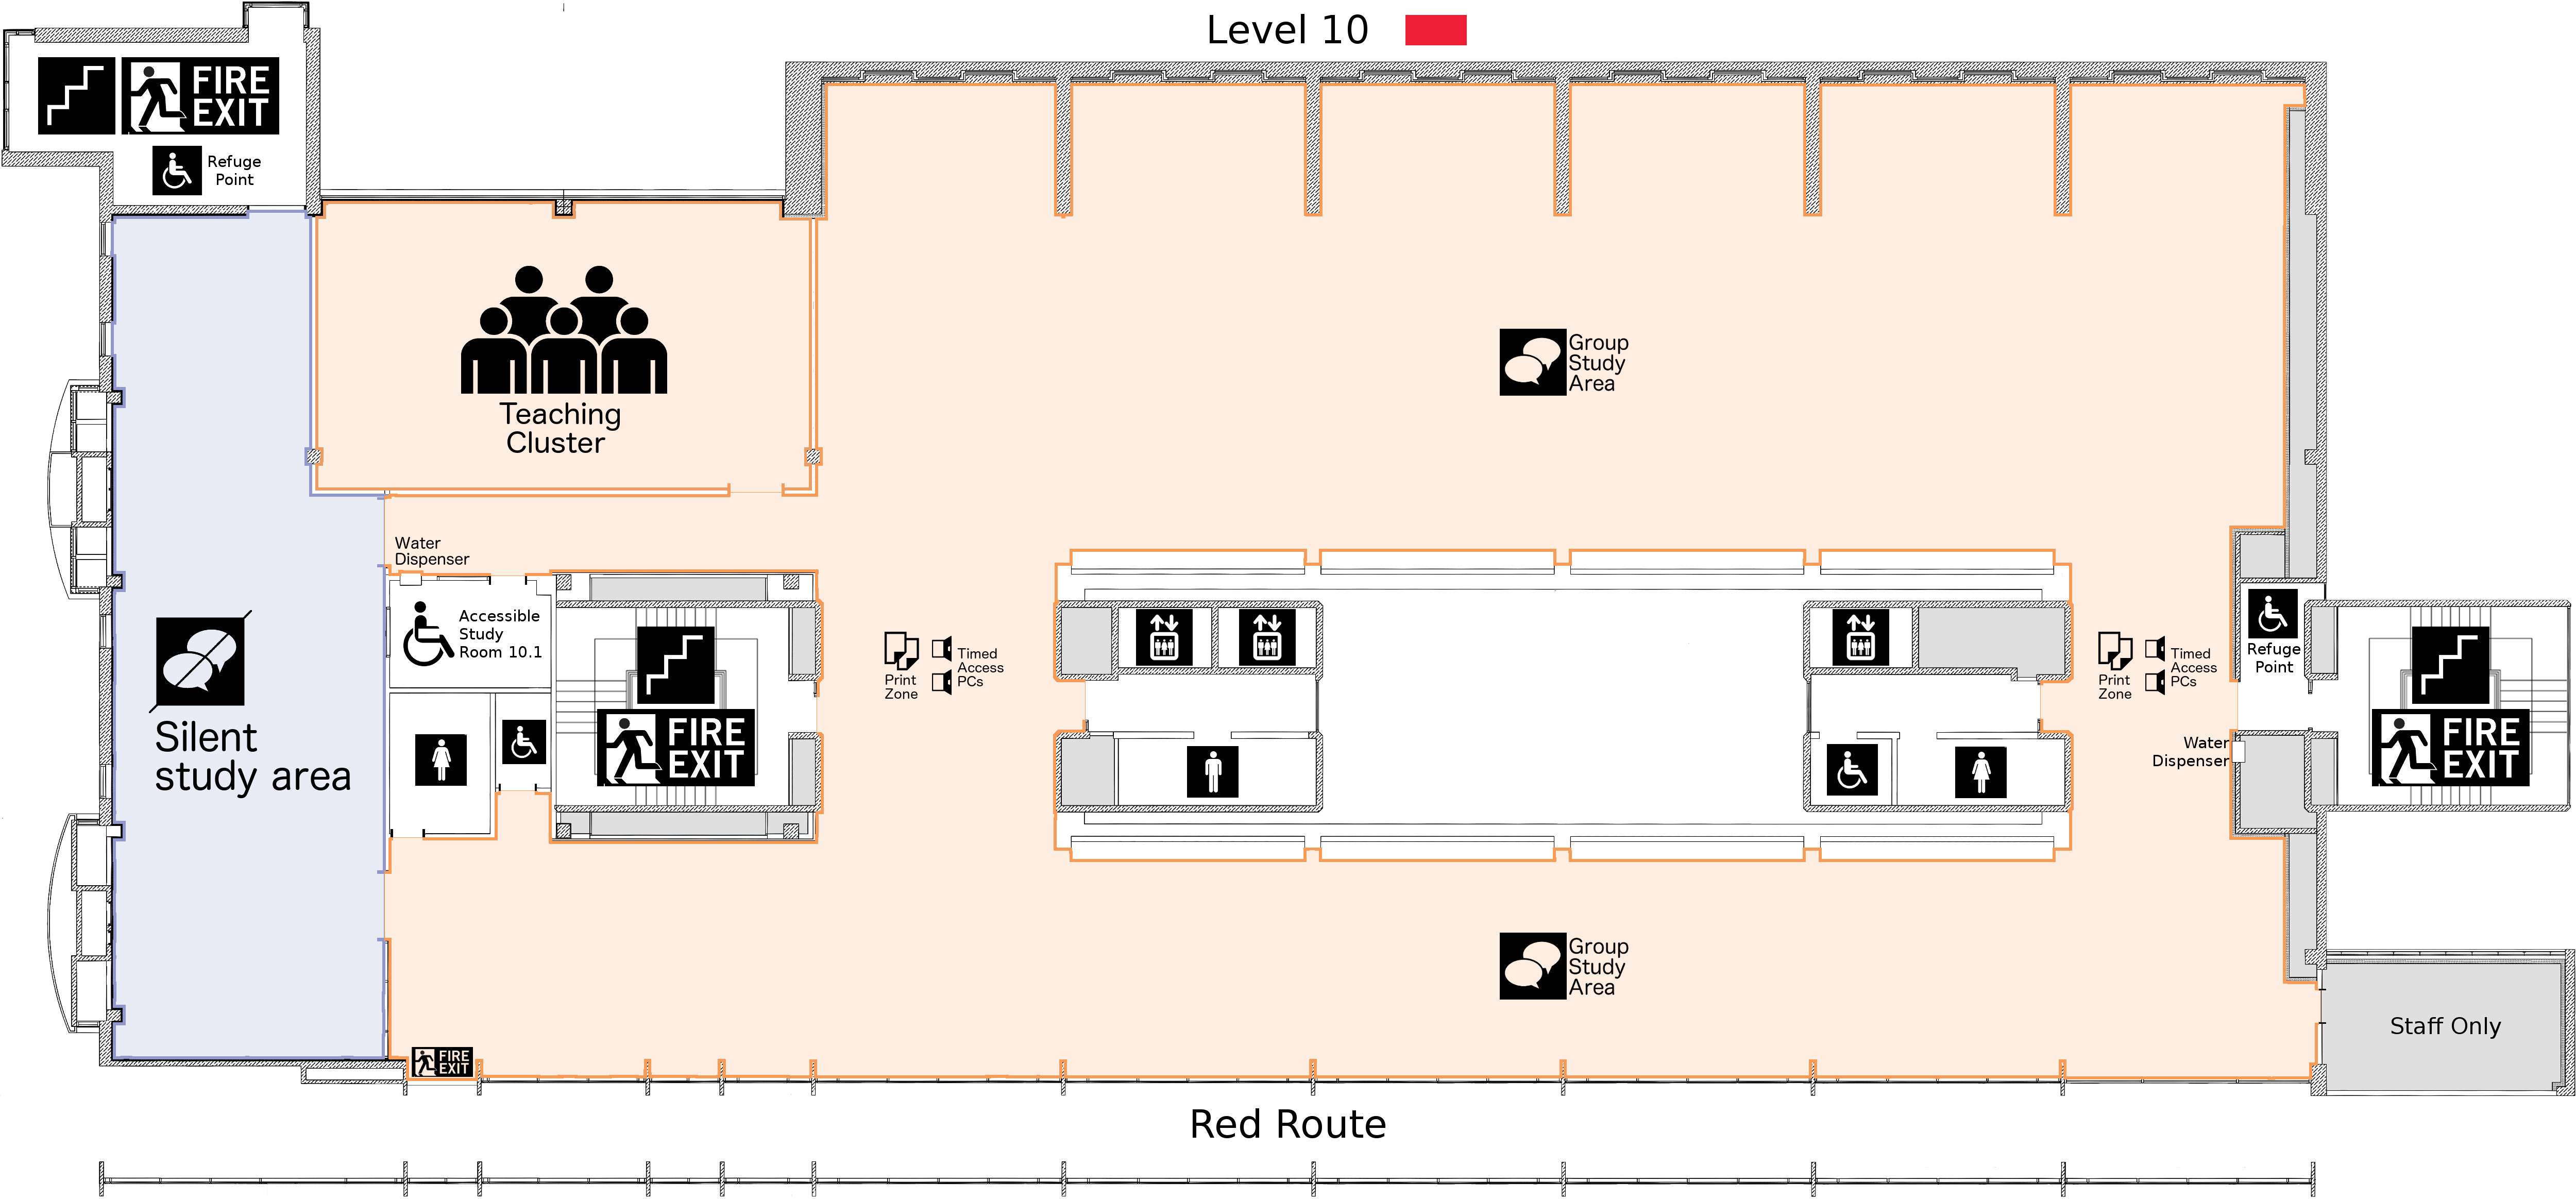 Level 10
FIRE
EXIT
Refuge
Point
Teaching
Cluster
Group
Study
Area
Water
Dispenser
Accessible
Study
Room 10.1
FIRE
EXIT
Print
Zone
Timed
Access
PCs
Print
Zone
Timed
Access
PCs
Refuge
Point
FIRE
EXIT
Water
Dispenser
Silent
study area
Group
Study
Area
Staff Only
FIRE
EXIT
Red Route